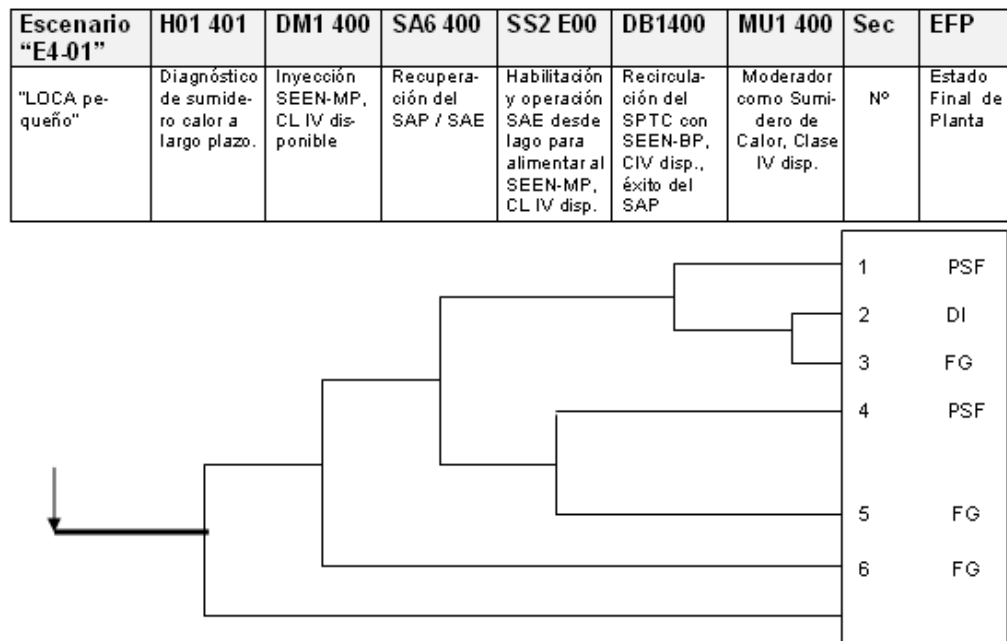 Escenario "E4-01"
H01 401
DM1 400
SA6 400
SS2 E00
DB1400
MU1 400
Sec
EFP
"LOCA pe-
queño"
Diagnóstico
de sumide-
ro calor a
largo plazo.
Inyección
SEEN-MP,
CL IV dis-
ponible
Recupera-
ción del
SAP / SAE
Habilitación
y operación
SAE desde
lago para
alimentar al
SEEN-MP,
CL IV disp.
Recircula-
ción del
SPTC con
SEEN-BP,
CIV disp.,
éxito del
SAP
Moderador
como Sumi-
dero de
Calor, Clase
IV disp.
Nº
Estado
Final de
Planta
1 PSF
2 DI
3 FG
4 PSF
5 FG
6 FG